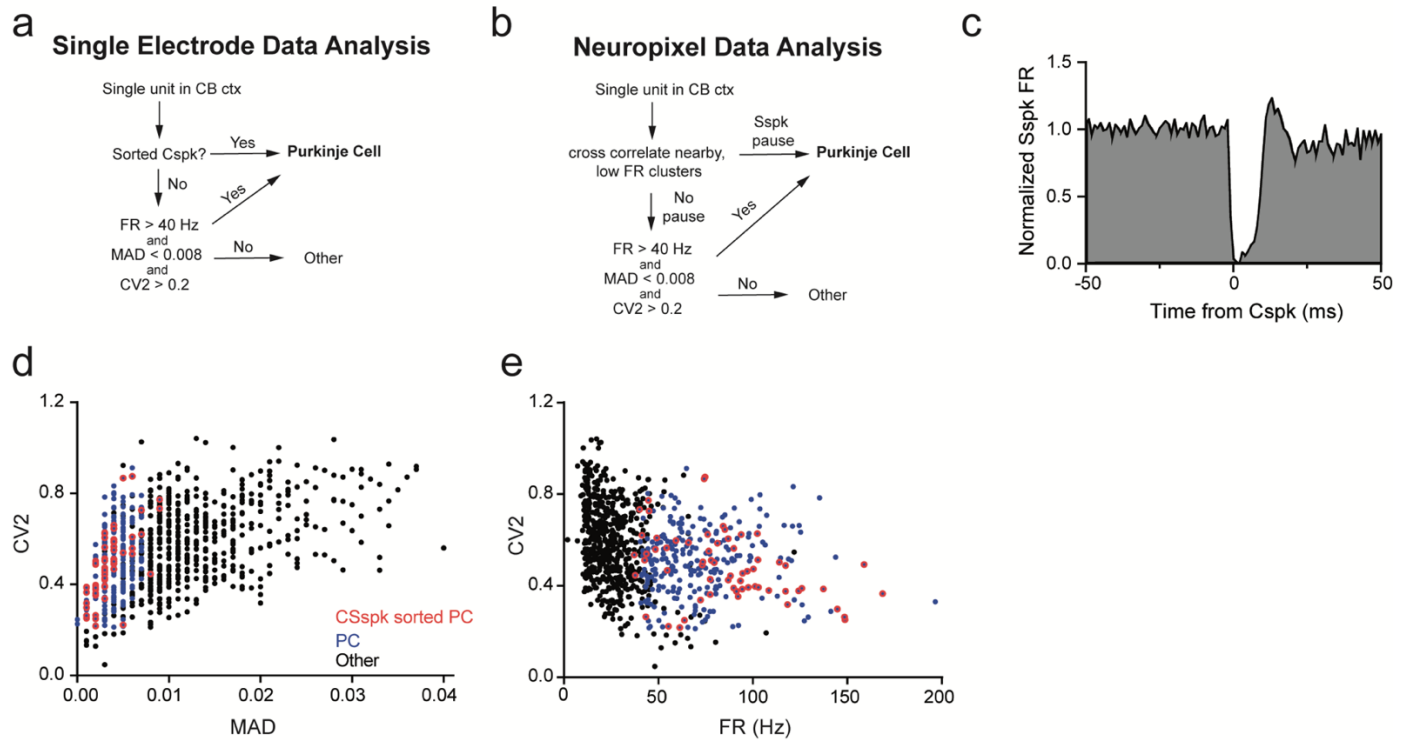 a
Single Electrode Data Analysis
Single unit in CB ctx
Sorted Cspk?
Yes
Purkinje Cell
No
Yes
FR > 40 Hz
and
MAD < 0.008
and
CV2 > 0.2
No
Other
b
Neuropixel Data Analysis
Single unit in CB ctx
cross correlate nearby,
low FR clusters
Sspk
pause
Purkinje Cell
No
pause
Yes
FR > 40 Hz
and
MAD < 0.008
and
CV2 > 0.2
No
Other
c
Normalized Sspk FR
1.5
1.0
0.5
0.0
-50
0
50
Time from Cspk (ms)
d
CV2
1.2
0.8
0.4
0.0
0.00
0.01
0.02
0.03
0.04
MAD
CSspk sorted PC
PC
Other
e
CV2
1.2
0.8
0.4
0.0
0
50
100
150
200
FR (Hz)